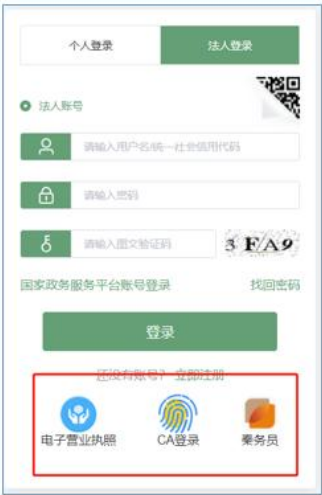 个人登录 法人登录
法人账号
请输入用户名/统一社会信用代码
请输入密码
请输入图文验证码 3 F/A9
国家政务服务平台账号登录 找回密码
登录
还没有账号？ 立即注册
电子营业执照 CA登录 秦务员